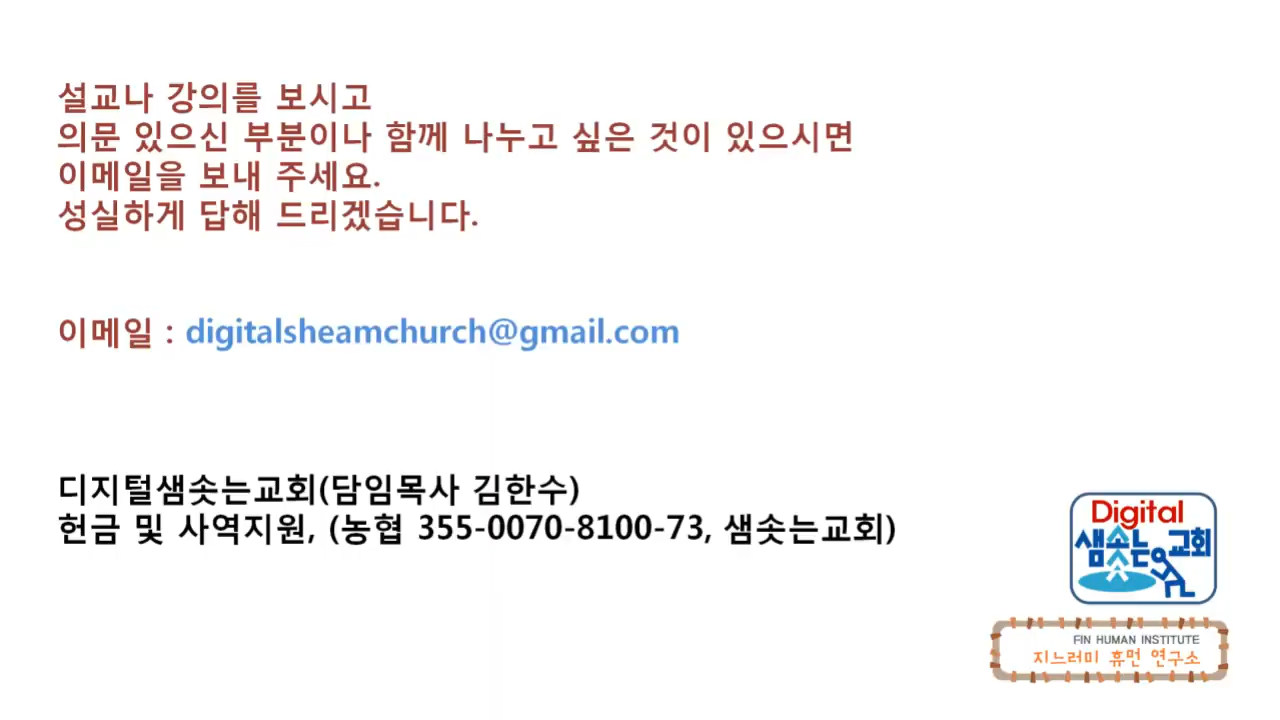 설교나 강의를 보시고
의문 있으신 부분이나 함께 나누고 싶은 것이 있으시면
이메일을 보내 주세요.
성실하게 답해 드리겠습니다.
이메일 : digitalsheamchurch@gmail.com
디지털샘솟는교회(담임목사 김한수)
헌금 및 사역지원, (농협 355-0070-8100-73, 샘솟는교회)
Digital
샘솟는교회
FIN HUMAN INSTITUTE
지느러미 휴먼 연구소